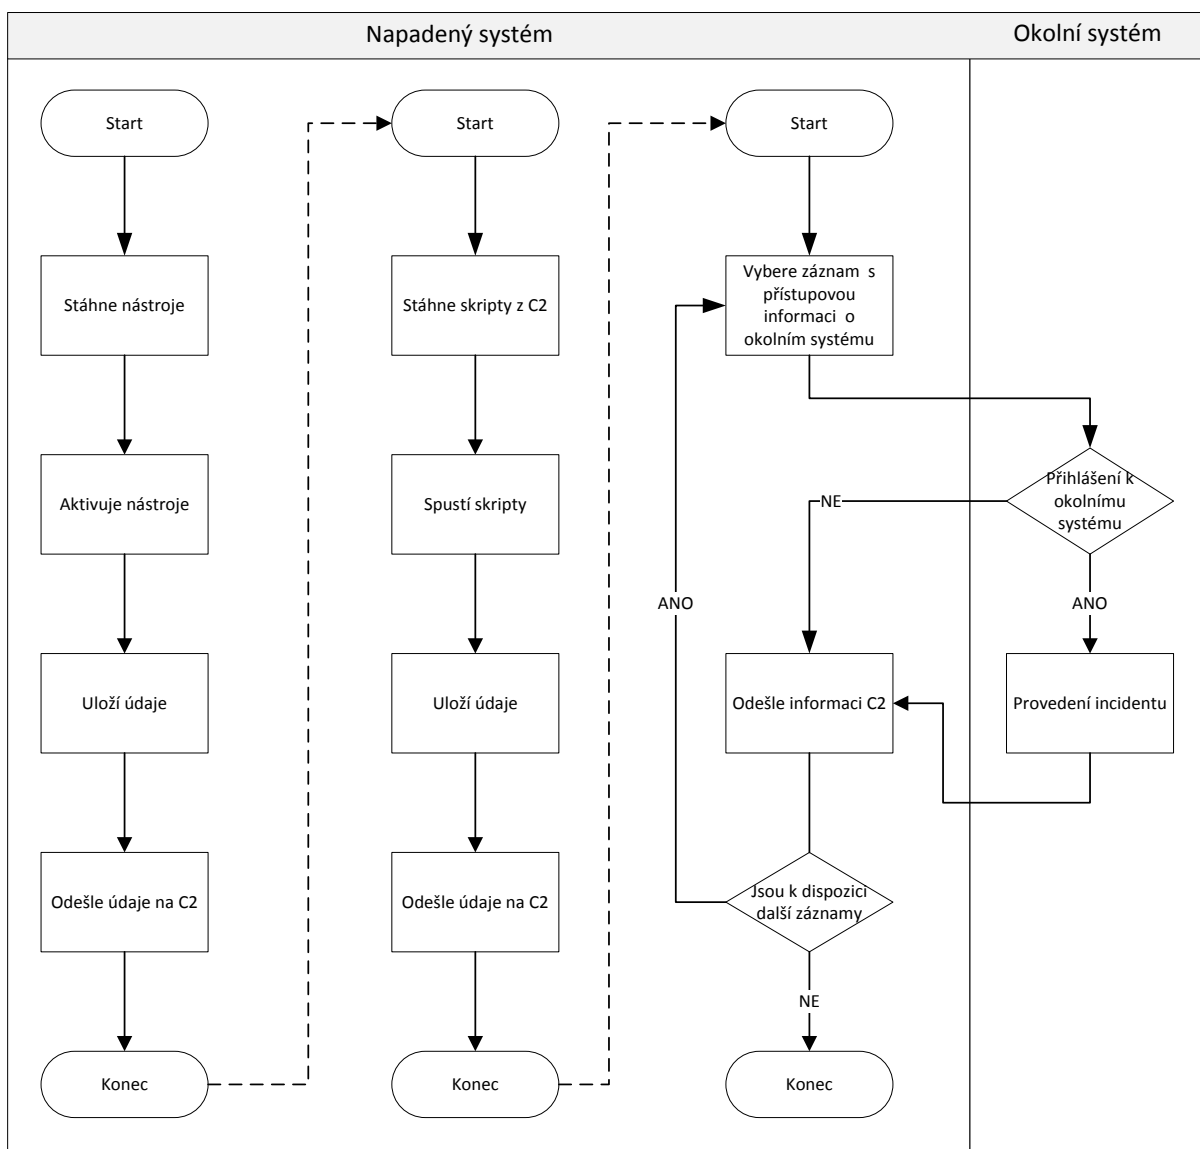 Napadený systém
Okolní systém
Start
Stáhne nástroje
Aktivuje nástroje
Uloží údaje
Odešle údaje na C2
Konec
Start
Stáhne skripty z C2
Spustí skripty
Uloží údaje
Odešle údaje na C2
Konec
Start
Vybere záznam s
přístupovou
informaci o
okolním systému
Přihlášení k
okolnímu
systému
NE
ANO
Provedení incidentu
Odešle informaci C2
Jsou k dispozici
další záznamy
ANO
NE
Konec